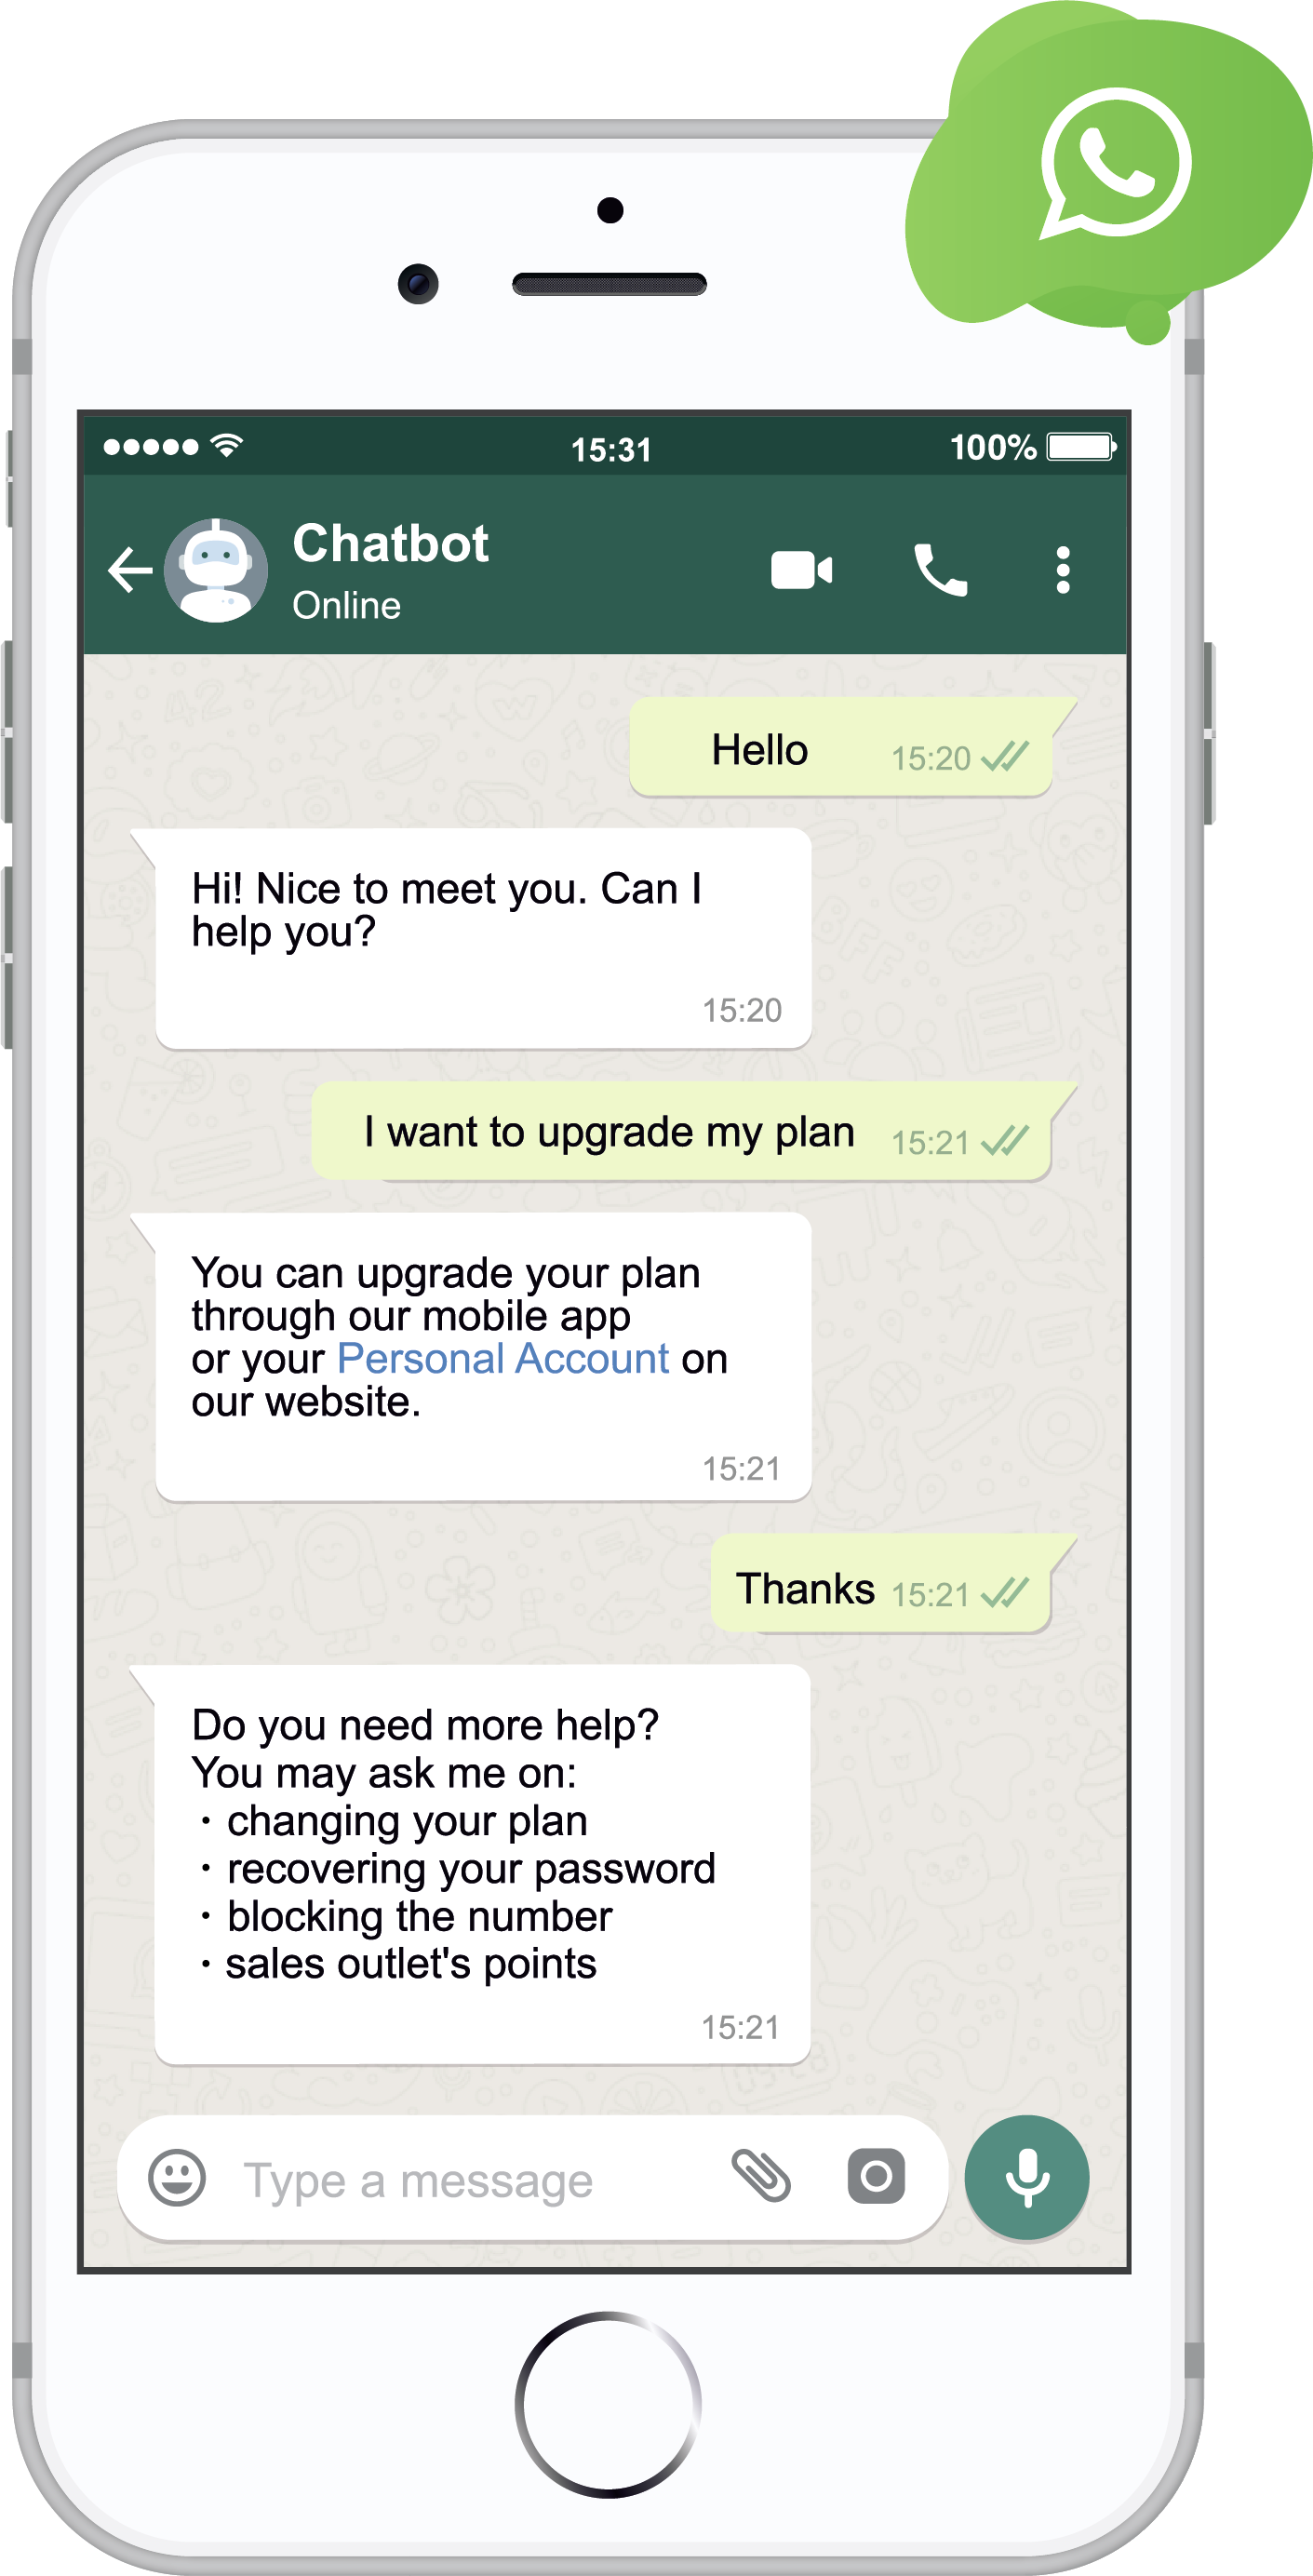 15:31
100%
Chatbot
Online
Hello 15:20
Hi! Nice to meet you. Can I
help you?
15:20
I want to upgrade my plan 15:21
You can upgrade your plan
through our mobile app
or your Personal Account on
our website.
15:21
Thanks 15:21
Do you need more help?
You may ask me on:
· changing your plan
· recovering your password
· blocking the number
· sales outlet's points
15:21
Type a message